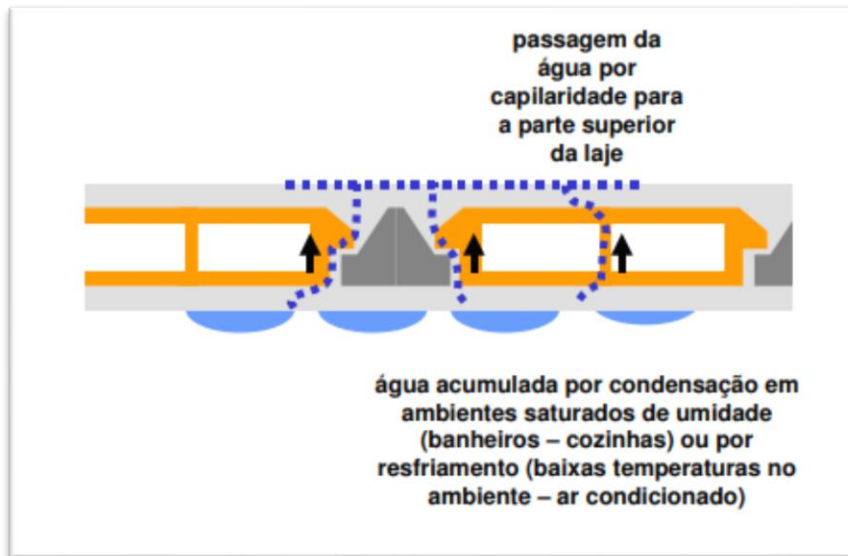 passagem da
água por
capilaridade para
a parte superior
da laje
água acumulada por condensação em
ambientes saturados de umidade
(banheiros – cozinhas) ou por
resfriamento (baixas temperaturas no
ambiente – ar condicionado)